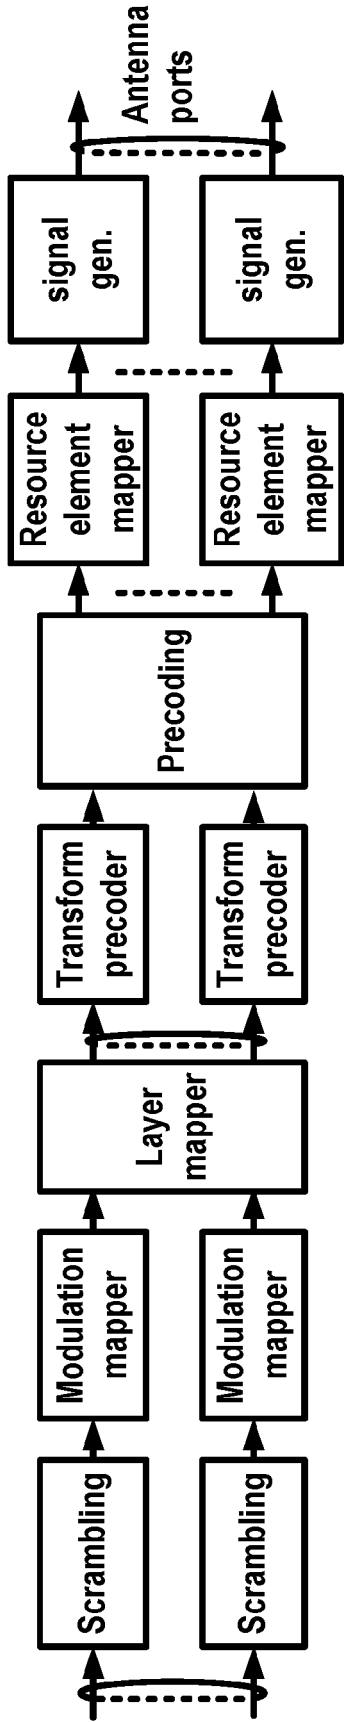 Scrambling
Modulation
mapper
Layer
mapper
Transform
precoder
Precoding
Resource
element
mapper
signal
gen.
Antenna
ports
Scrambling
Modulation
mapper
Transform
precoder
Resource
element
mapper
signal
gen.